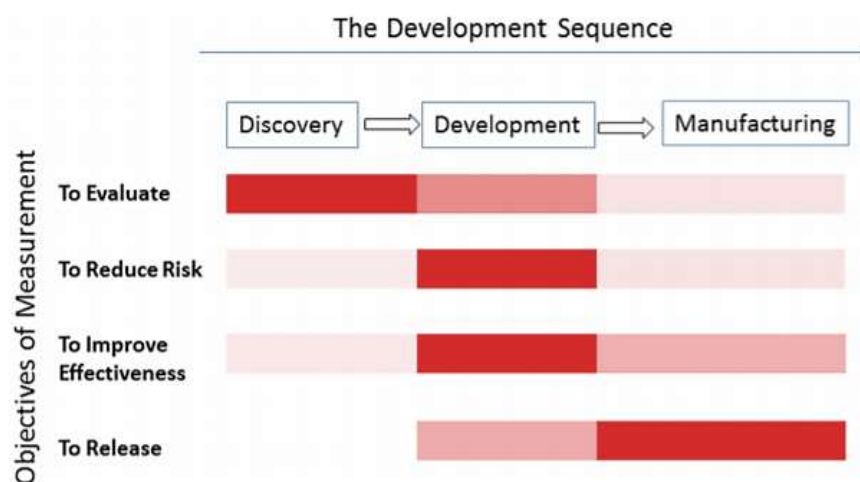 The Development Sequence
Discovery
Development
Manufacturing
Objectives of Measurement
To Evaluate
To Reduce Risk
To Improve
Effectiveness
To Release